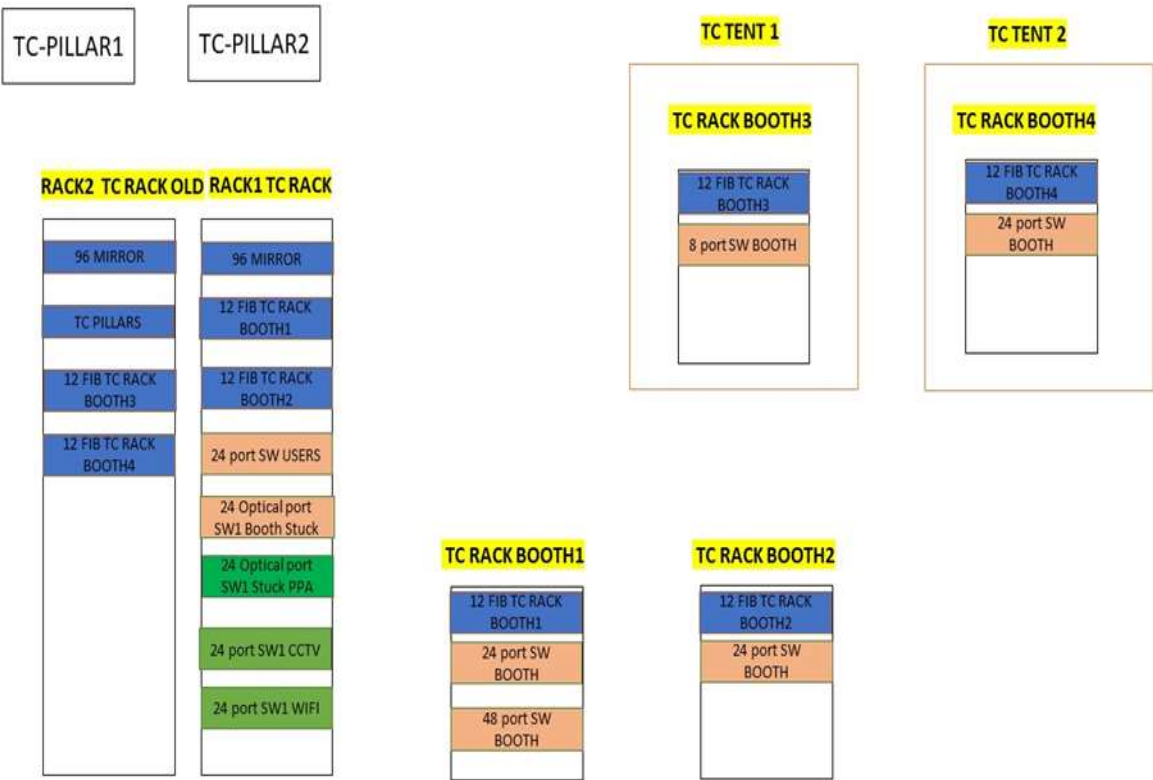 TC-PILLAR1
TC-PILLAR2
TC TENT 1
TC TENT 2
TC RACK BOOTH3
12 FIB TC RACK
BOOTH3
8 port SW BOOTH
TC RACK BOOTH4
12 FIB TC RACK
BOOTH4
24 port SW
BOOTH
RACK2 TC RACK OLD
96 MIRROR
TC PILLARS
12 FIB TC RACK
BOOTH3
12 FIB TC RACK
BOOTH4
RACK1 TC RACK
96 MIRROR
12 FIB TC RACK
BOOTH1
12 FIB TC RACK
BOOTH2
24 port SW USERS
24 Optical port
SW1 Booth Stuck
24 Optical port
SW1 Stuck PPA
24 port SW1 CCTV
24 port SW1 WIFI
TC RACK BOOTH1
12 FIB TC RACK
BOOTH1
24 port SW
BOOTH
48 port SW
BOOTH
TC RACK BOOTH2
12 FIB TC RACK
BOOTH2
24 port SW
BOOTH